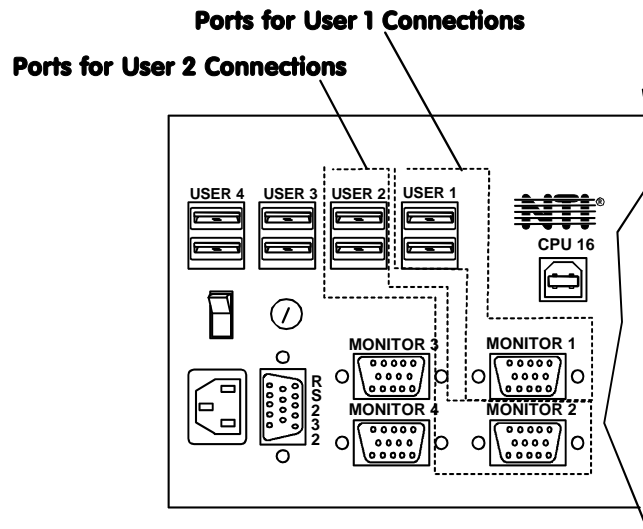 Ports for User 1 Connections
Ports for User 2 Connections
USER 4 USER 3 USER 2 USER 1
NTI®
CPU 16
MONITOR 3 MONITOR 1
RS232
MONITOR 4 MONITOR 2